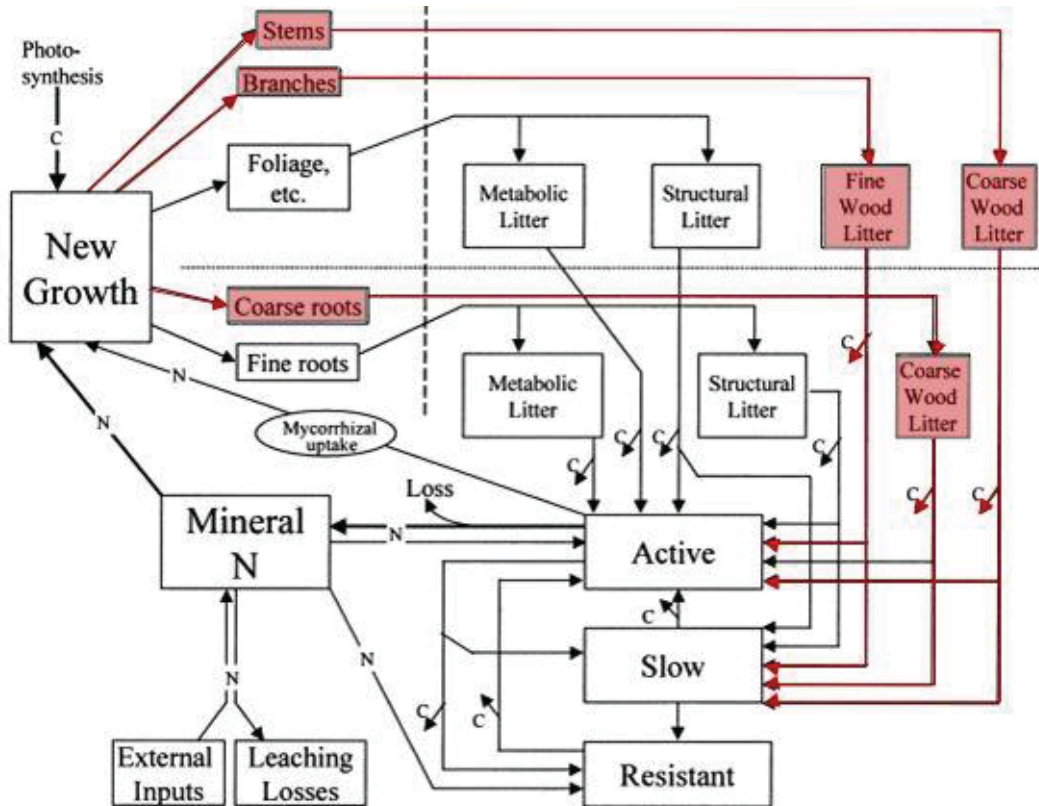 Photo-
synthesis
C
Stems
Branches
Foliage,
etc.
New
Growth
Metabolic
Litter
Structural
Litter
Fine
Wood
Litter
Coarse
Wood
Litter
Coarse roots
Fine roots
Metabolic
Litter
Structural
Litter
Coarse
Wood
Litter
C
N
N
Mycorrhizal
uptake
C
C
C
C
C
C
Loss
Mineral
N
N
Active
C
Slow
N
N
N
C
C
External
Inputs
Leaching
Losses
Resistant